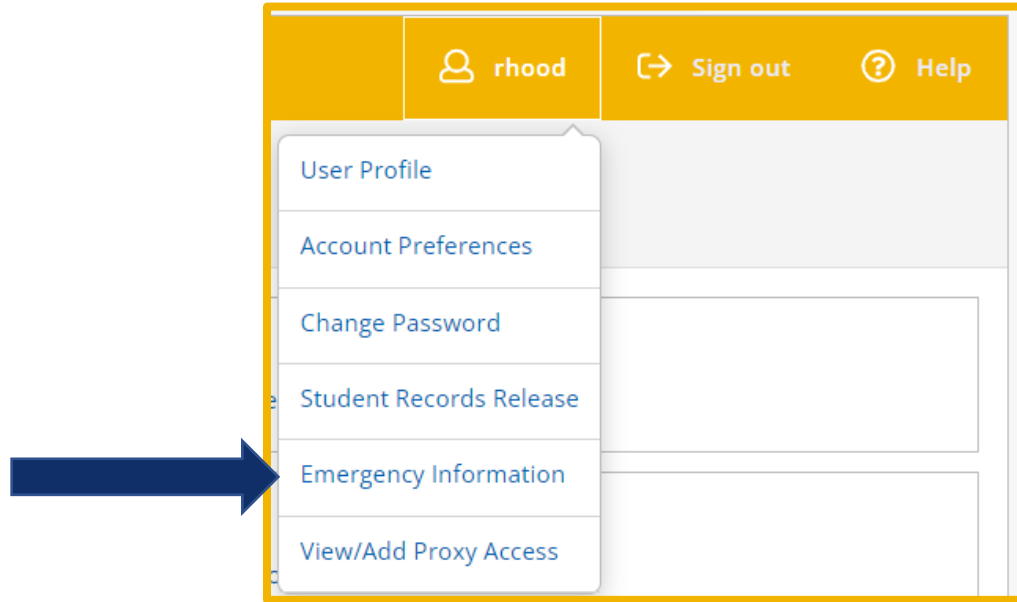 rhood Sign out Help
User Profile
Account Preferences
Change Password
Student Records Release
Emergency Information
View/Add Proxy Access